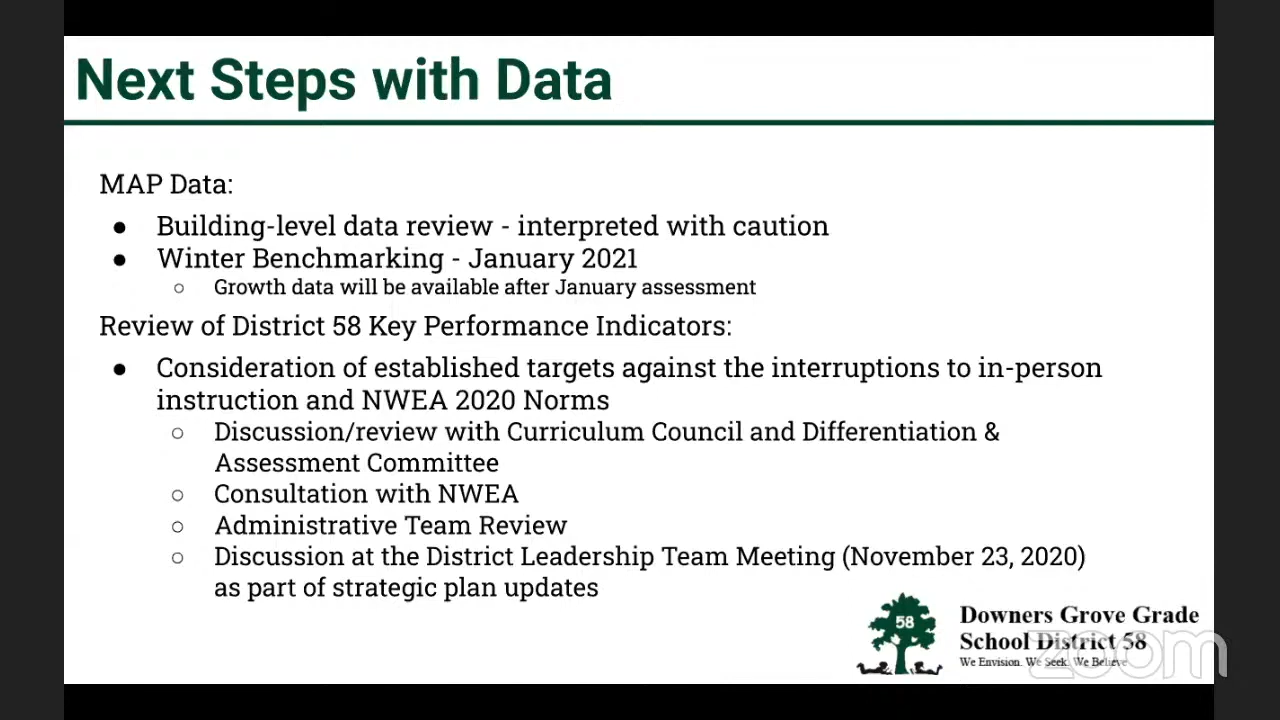 Next Steps with Data
MAP Data:
● Building-level data review - interpreted with caution
● Winter Benchmarking - January 2021
○ Growth data will be available after January assessment
Review of District 58 Key Performance Indicators:
● Consideration of established targets against the interruptions to in-person
instruction and NWEA 2020 Norms
○ Discussion/review with Curriculum Council and Differentiation &
Assessment Committee
○ Consultation with NWEA
○ Administrative Team Review
○ Discussion at the District Leadership Team Meeting (November 23, 2020)
as part of strategic plan updates
58
Downers Grove Grade
School District 58
We Envision. We Seek. We Believe
zoom